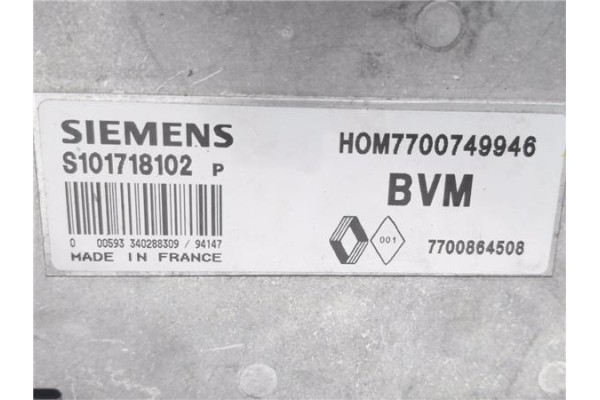 SIEMENS
S101718102 P
0 00593 340288309 / 94147
MADE IN FRANCE
HOM7700749946
BVM
001
7700864508